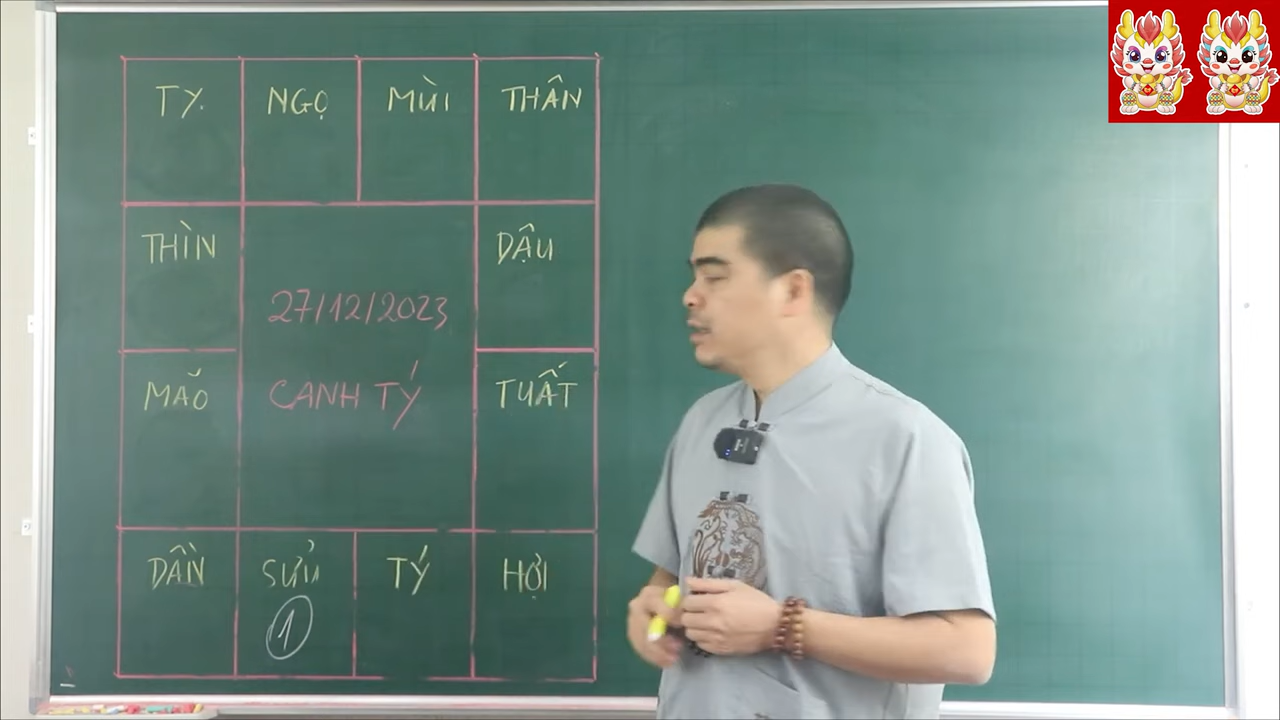 TỴ NGỌ MÙI THÂN
THÌN DẬU
27/12/2023
MÃO CANH TÝ TUẤT
DẦN SỬU TÝ HỢI
1